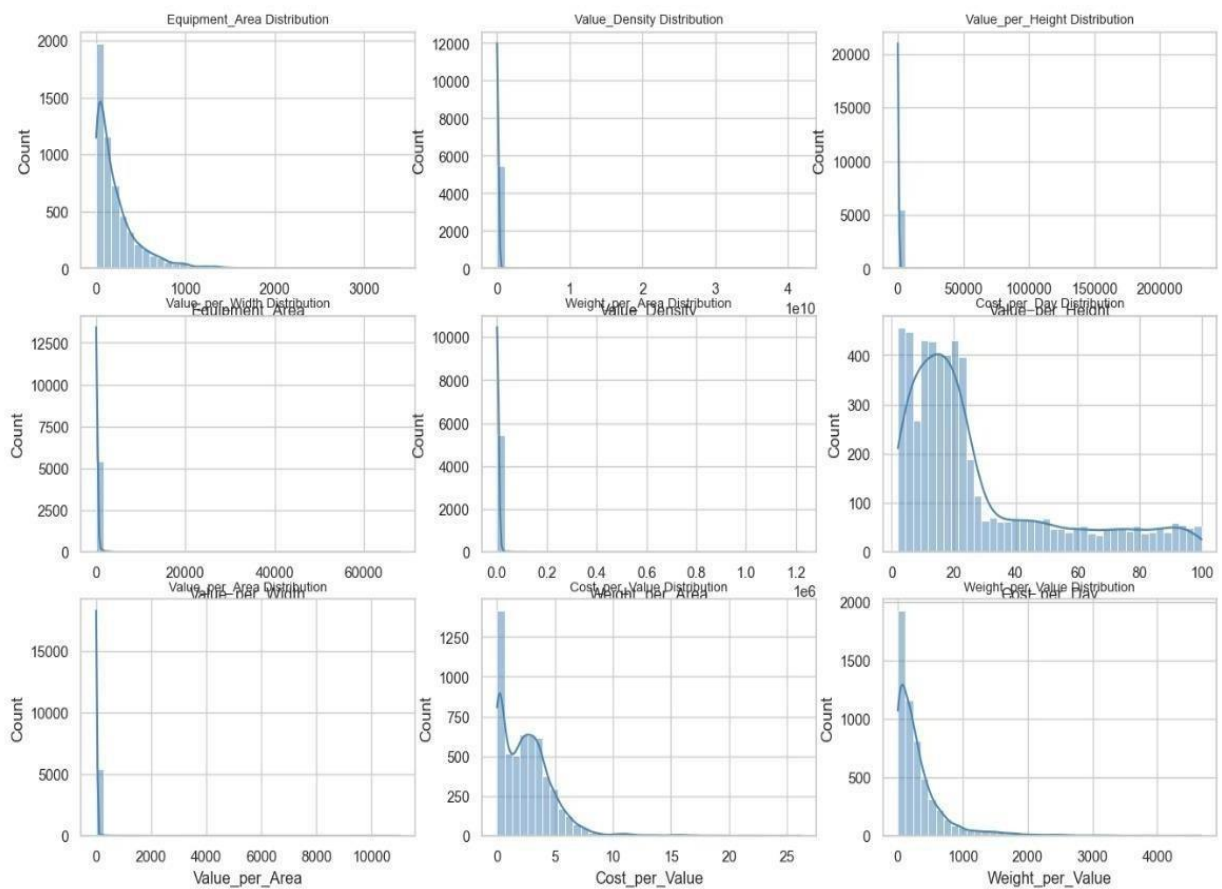 Equipment_Area Distribution
2000
1500
1000
500
0
Count
0 1000 2000 3000
Equipment_Area
Value_Density Distribution
12000
10000
8000
6000
4000
2000
0
Count
0 1 2 3 4
1e10
Value_Density
Value_per_Height Distribution
20000
15000
10000
5000
0
Count
0 50000 100000 150000 200000
Value_per_Height
Value_per_Width Distribution
12500
10000
7500
5000
2500
0
Count
0 20000 40000 60000
Value_per_Width
Weight_per_Area Distribution
10000
8000
6000
4000
2000
0
Count
0.0 0.2 0.4 0.6 0.8 1.0 1.2
1e6
Weight_per_Area
Cost_per_Day Distribution
400
300
200
100
0
Count
0 20 40 60 80 100
Cost_per_Day
Value_per_Area Distribution
15000
10000
5000
0
Count
0 2000 4000 6000 8000 10000
Value_per_Area
Cost_per_Value Distribution
1250
1000
750
500
250
0
Count
0 5 10 15 20 25
Cost_per_Value
Weight_per_Value Distribution
2000
1500
1000
500
0
Count
0 1000 2000 3000 4000
Weight_per_Value